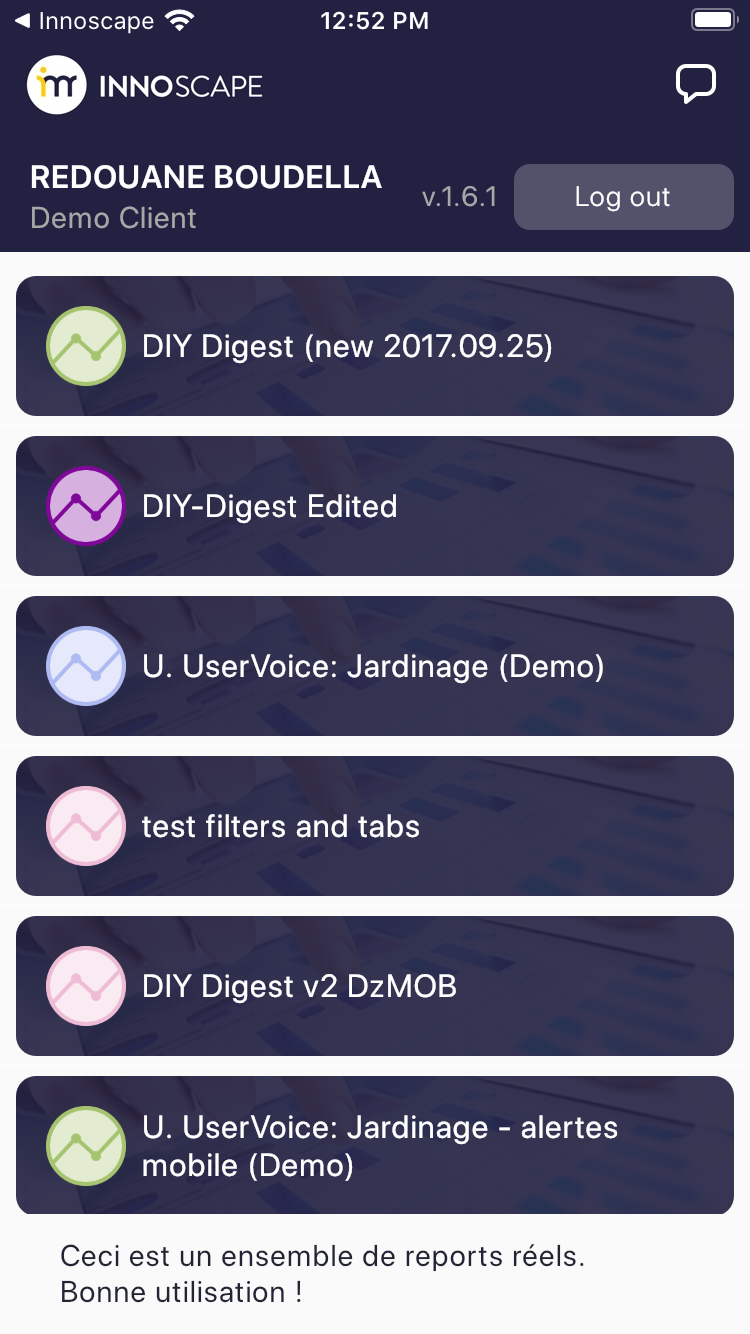 Innoscape
12:52 PM
im INNOSCAPE
REDOUANE BOUDELLA
Demo Client
v.1.6.1
Log out
DIY Digest (new 2017.09.25)
DIY-Digest Edited
U. UserVoice: Jardinage (Demo)
test filters and tabs
DIY Digest v2 DzMOB
U. UserVoice: Jardinage - alertes
mobile (Demo)
Ceci est un ensemble de reports réels.
Bonne utilisation !